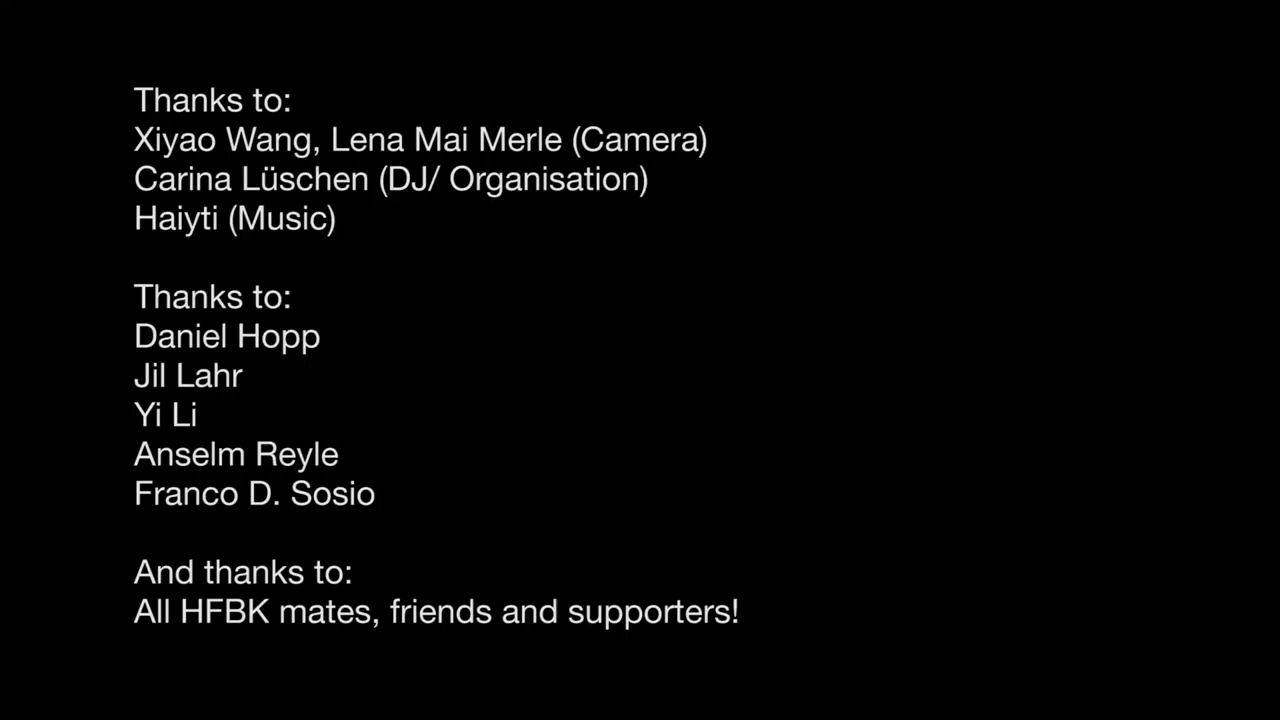 Thanks to:
Xiyao Wang, Lena Mai Merle (Camera)
Carina Lüschen (DJ/ Organisation)
Haiyti (Music)
Thanks to:
Daniel Hopp
Jil Lahr
Yi Li
Anselm Reyle
Franco D. Sosio
And thanks to:
All HFBK mates, friends and supporters!